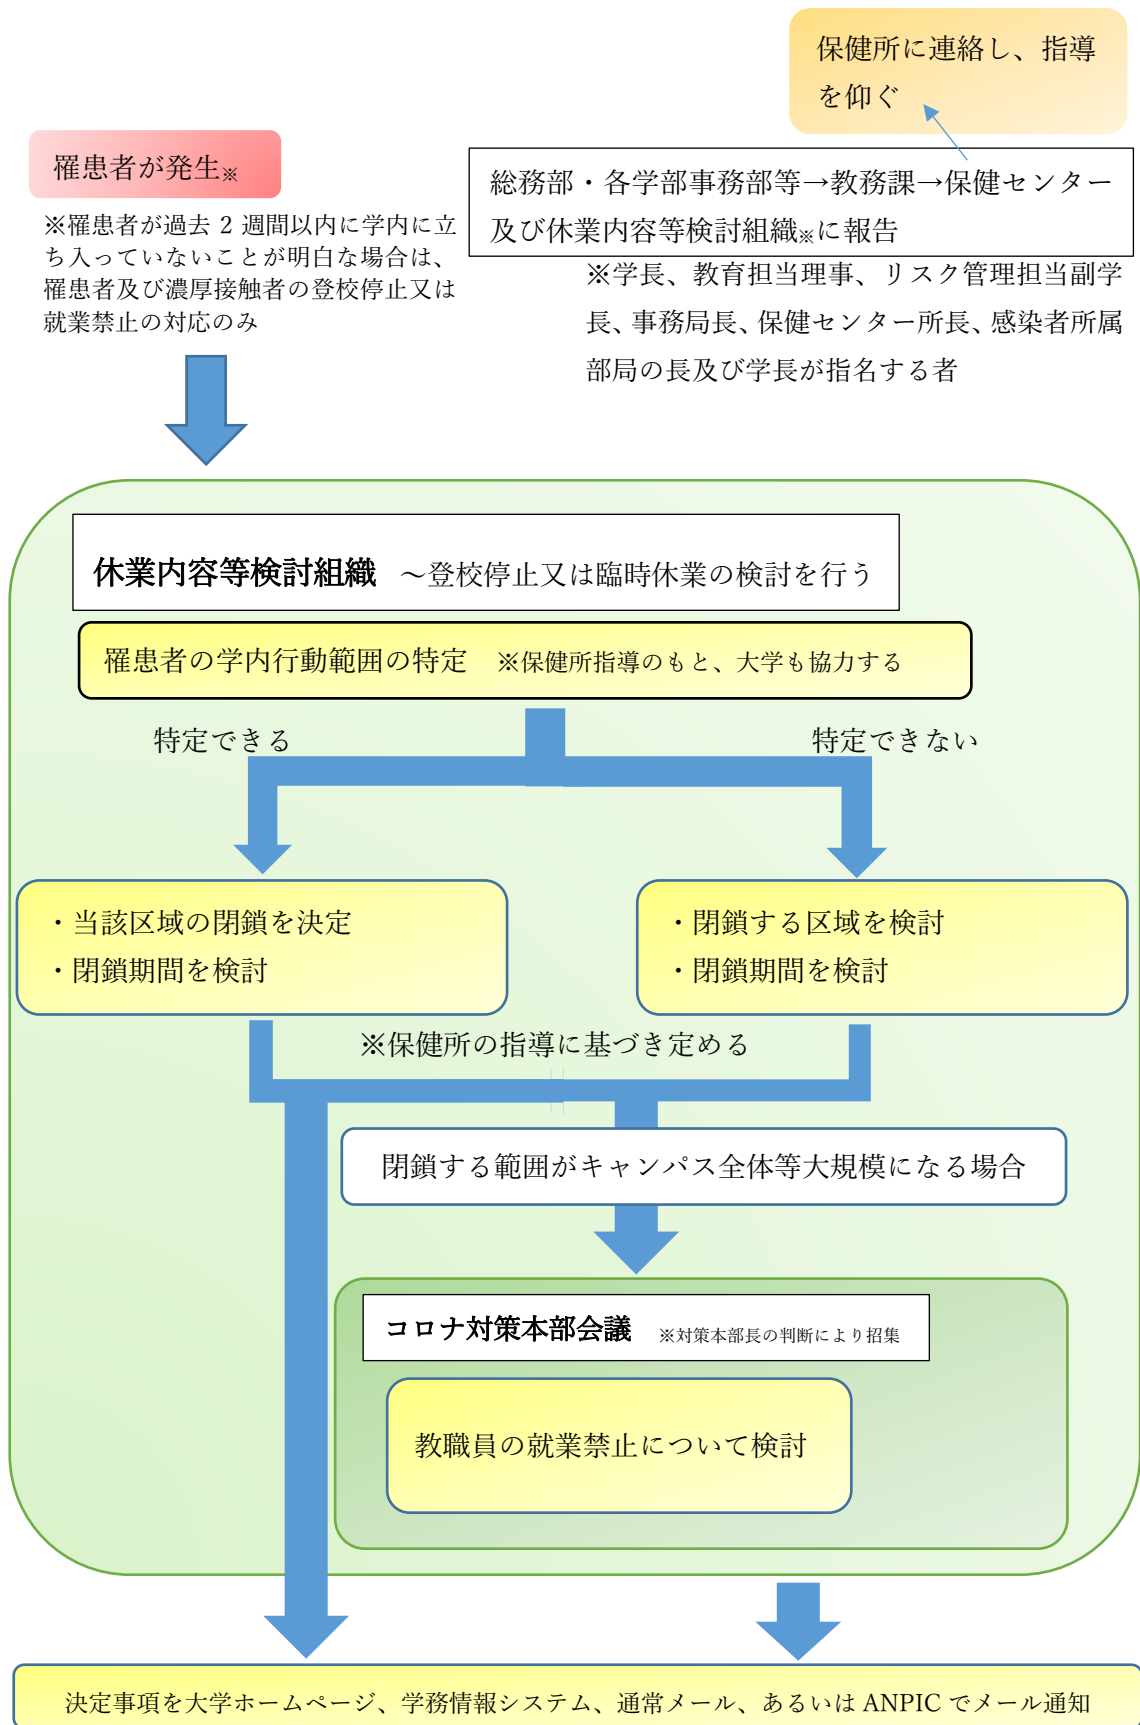 保健所に連絡し、指導
を仰ぐ
罹患者が発生※
※罹患者が過去 2 週間以内に学内に立
ち入っていないことが明白な場合は、
罹患者及び濃厚接触者の登校停止又は
就業禁止の対応のみ
総務部・各学部事務部等→教務課→保健センター
及び休業内容等検討組織※に報告
※学長、教育担当理事、リスク管理担当副学
長、事務局長、保健センター所長、感染者所属
部局の長及び学長が指名する者
休業内容等検討組織 ～登校停止又は臨時休業の検討を行う
罹患者の学内行動範囲の特定 ※保健所指導のもと、大学も協力する
特定できる
特定できない
・当該区域の閉鎖を決定
・閉鎖期間を検討
・閉鎖する区域を検討
・閉鎖期間を検討
※保健所の指導に基づき定める
閉鎖する範囲がキャンパス全体等大規模になる場合
コロナ対策本部会議 ※対策本部長の判断により招集
教職員の就業禁止について検討
決定事項を大学ホームページ、学務情報システム、通常メール、あるいは ANPIC でメール通知